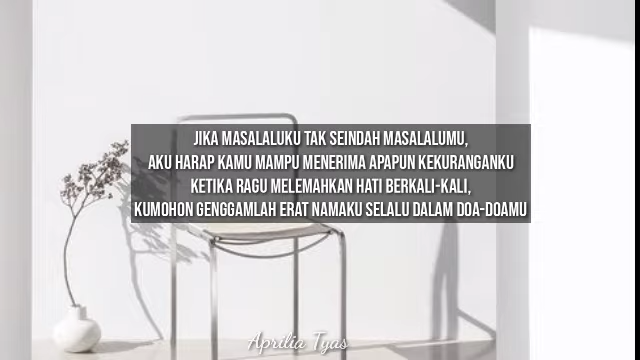 JIKA MASALALUKU TAK SEINDAH MASALALUMU,
AKU HARAP KAMU MAMPU MENERIMA APAPUN KEKURANGANKU
KETIKA RAGU MELEMAHKAN HATI BERKALI-KALI,
KUMOHON GENGGAMLAH ERAT NAMAKU SELALU DALAM DOA-DOAMU
Aprilia Tyas